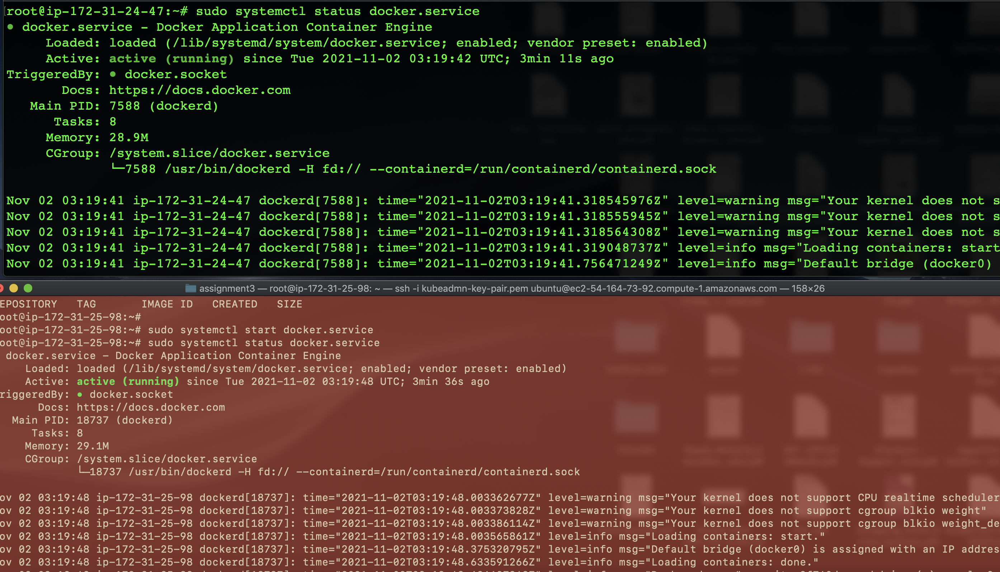 root@ip-172-31-24-47:~# sudo systemctl status docker.service
● docker.service - Docker Application Container Engine
Loaded: loaded (/lib/systemd/system/docker.service; enabled; vendor preset: enabled)
Active: active (running) since Tue 2021-11-02 03:19:42 UTC; 3min 11s ago
TriggeredBy: ● docker.socket
Docs: https://docs.docker.com
Main PID: 7588 (dockerd)
Tasks: 8
Memory: 28.9M
CGroup: /system.slice/docker.service
└─7588 /usr/bin/dockerd -H fd:// --containerd=/run/containerd/containerd.sock
Nov 02 03:19:41 ip-172-31-24-47 dockerd[7588]: time="2021-11-02T03:19:41.318545976Z" level=warning msg="Your kernel does not s
Nov 02 03:19:41 ip-172-31-24-47 dockerd[7588]: time="2021-11-02T03:19:41.318555945Z" level=warning msg="Your kernel does not s
Nov 02 03:19:41 ip-172-31-24-47 dockerd[7588]: time="2021-11-02T03:19:41.318564308Z" level=warning msg="Your kernel does not s
Nov 02 03:19:41 ip-172-31-24-47 dockerd[7588]: time="2021-11-02T03:19:41.319048737Z" level=info msg="Loading containers: start
Nov 02 03:19:41 ip-172-31-24-47 dockerd[7588]: time="2021-11-02T03:19:41.756471249Z" level=info msg="Default bridge (docker0)
assignment3 — root@ip-172-31-25-98: ~ — ssh -i kubeadmn-key-pair.pem ubuntu@ec2-54-164-73-92.compute-1.amazonaws.com — 158×26
EPOSITORY TAG IMAGE ID CREATED SIZE
oot@ip-172-31-25-98:~#
oot@ip-172-31-25-98:~# sudo systemctl start docker.service
oot@ip-172-31-25-98:~# sudo systemctl status docker.service
docker.service - Docker Application Container Engine
Loaded: loaded (/lib/systemd/system/docker.service; enabled; vendor preset: enabled)
Active: active (running) since Tue 2021-11-02 03:19:48 UTC; 3min 36s ago
riggeredBy: ● docker.socket
Docs: https://docs.docker.com
Main PID: 18737 (dockerd)
Tasks: 8
Memory: 29.1M
CGroup: /system.slice/docker.service
└─18737 /usr/bin/dockerd -H fd:// --containerd=/run/containerd/containerd.sock
ov 02 03:19:48 ip-172-31-25-98 dockerd[18737]: time="2021-11-02T03:19:48.003362677Z" level=warning msg="Your kernel does not support CPU realtime scheduler
ov 02 03:19:48 ip-172-31-25-98 dockerd[18737]: time="2021-11-02T03:19:48.003373828Z" level=warning msg="Your kernel does not support cgroup blkio weight"
ov 02 03:19:48 ip-172-31-25-98 dockerd[18737]: time="2021-11-02T03:19:48.003386114Z" level=warning msg="Your kernel does not support cgroup blkio weight_de
ov 02 03:19:48 ip-172-31-25-98 dockerd[18737]: time="2021-11-02T03:19:48.003565861Z" level=info msg="Loading containers: start."
ov 02 03:19:48 ip-172-31-25-98 dockerd[18737]: time="2021-11-02T03:19:48.375320795Z" level=info msg="Default bridge (docker0) is assigned with an IP addres
ov 02 03:19:48 ip-172-31-25-98 dockerd[18737]: time="2021-11-02T03:19:48.633591266Z" level=info msg="Loading containers: done."